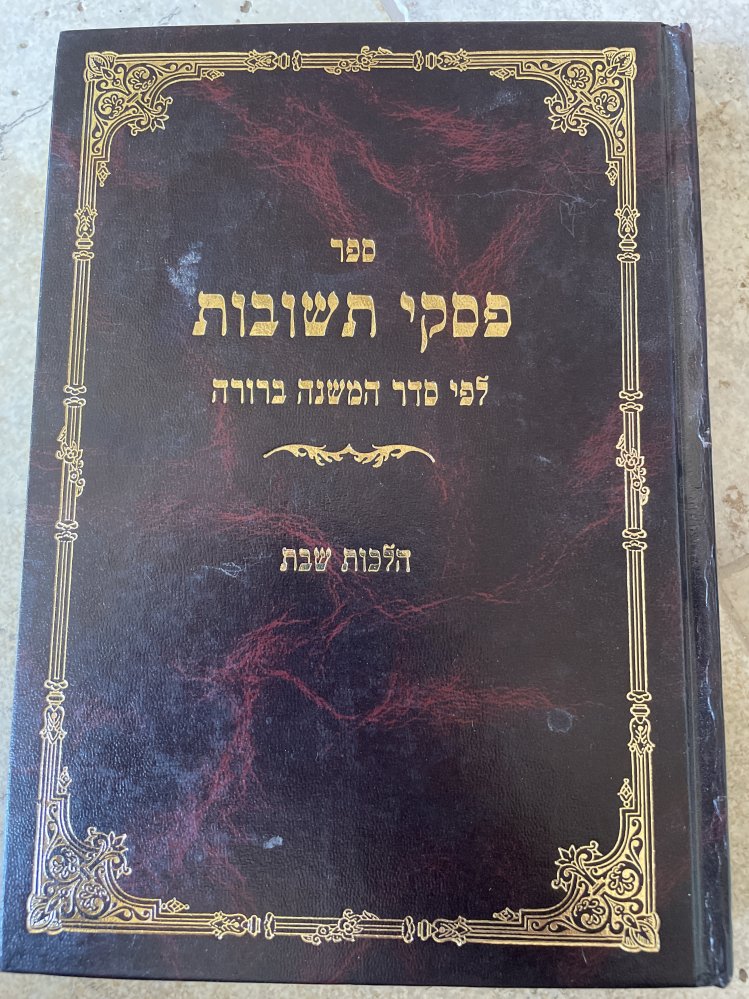 ספר
פסקי תשובות
לפי סדר המשנה ברורה
הלכות שבת